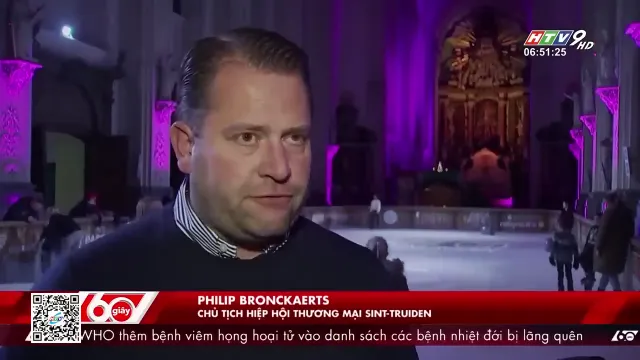 HTV9 HD
06:51:25
60 giây
PHILIP BRONCKAERTS
CHỦ TỊCH HIỆP HỘI THƯƠNG MẠI SINT-TRUIDEN
WHO thêm bệnh viêm họng hoại tử vào danh sách các bệnh nhiệt đới bị lãng quên
60